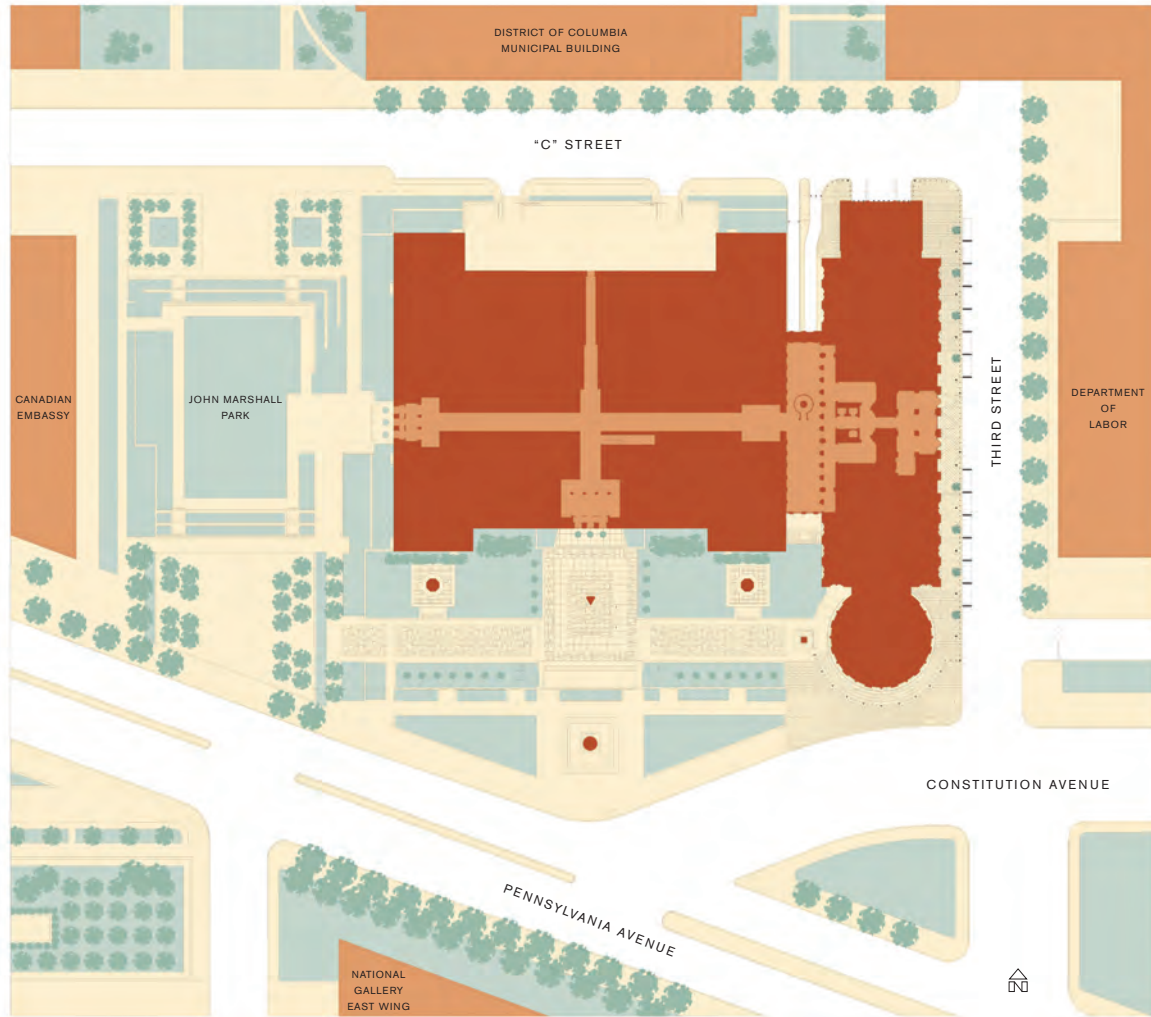 DISTRICT OF COLUMBIA
MUNICIPAL BUILDING
“C” STREET
CANADIAN
EMBASSY
JOHN MARSHALL
PARK
THIRD STREET
DEPARTMENT
OF
LABOR
CONSTITUTION AVENUE
PENNSYLVANIA AVENUE
NATIONAL
GALLERY
EAST WING
N